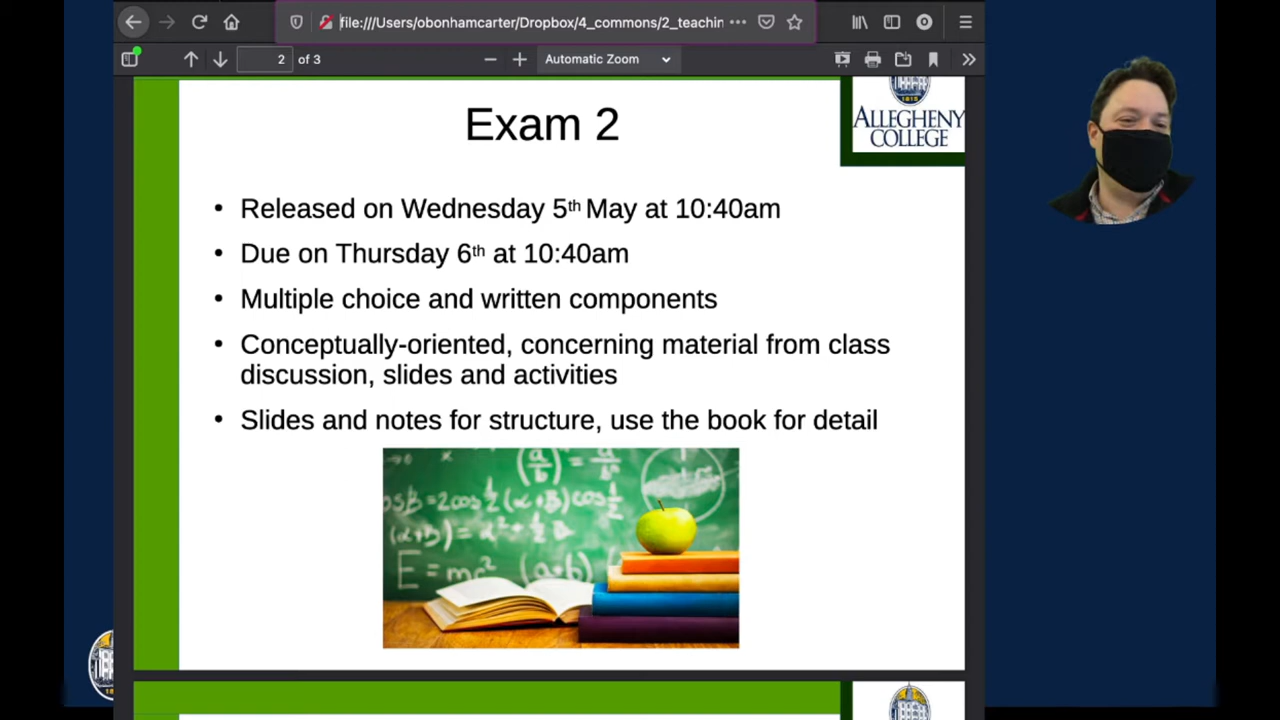 file:///Users/obonhamcarter/Dropbox/4_commons/2_teachin
2 of 3
Automatic Zoom
Exam 2
1815
ALLEGHENY
COLLEGE
• Released on Wednesday 5th May at 10:40am
• Due on Thursday 6th at 10:40am
• Multiple choice and written components
• Conceptually-oriented, concerning material from class
discussion, slides and activities
• Slides and notes for structure, use the book for detail
E = mc²